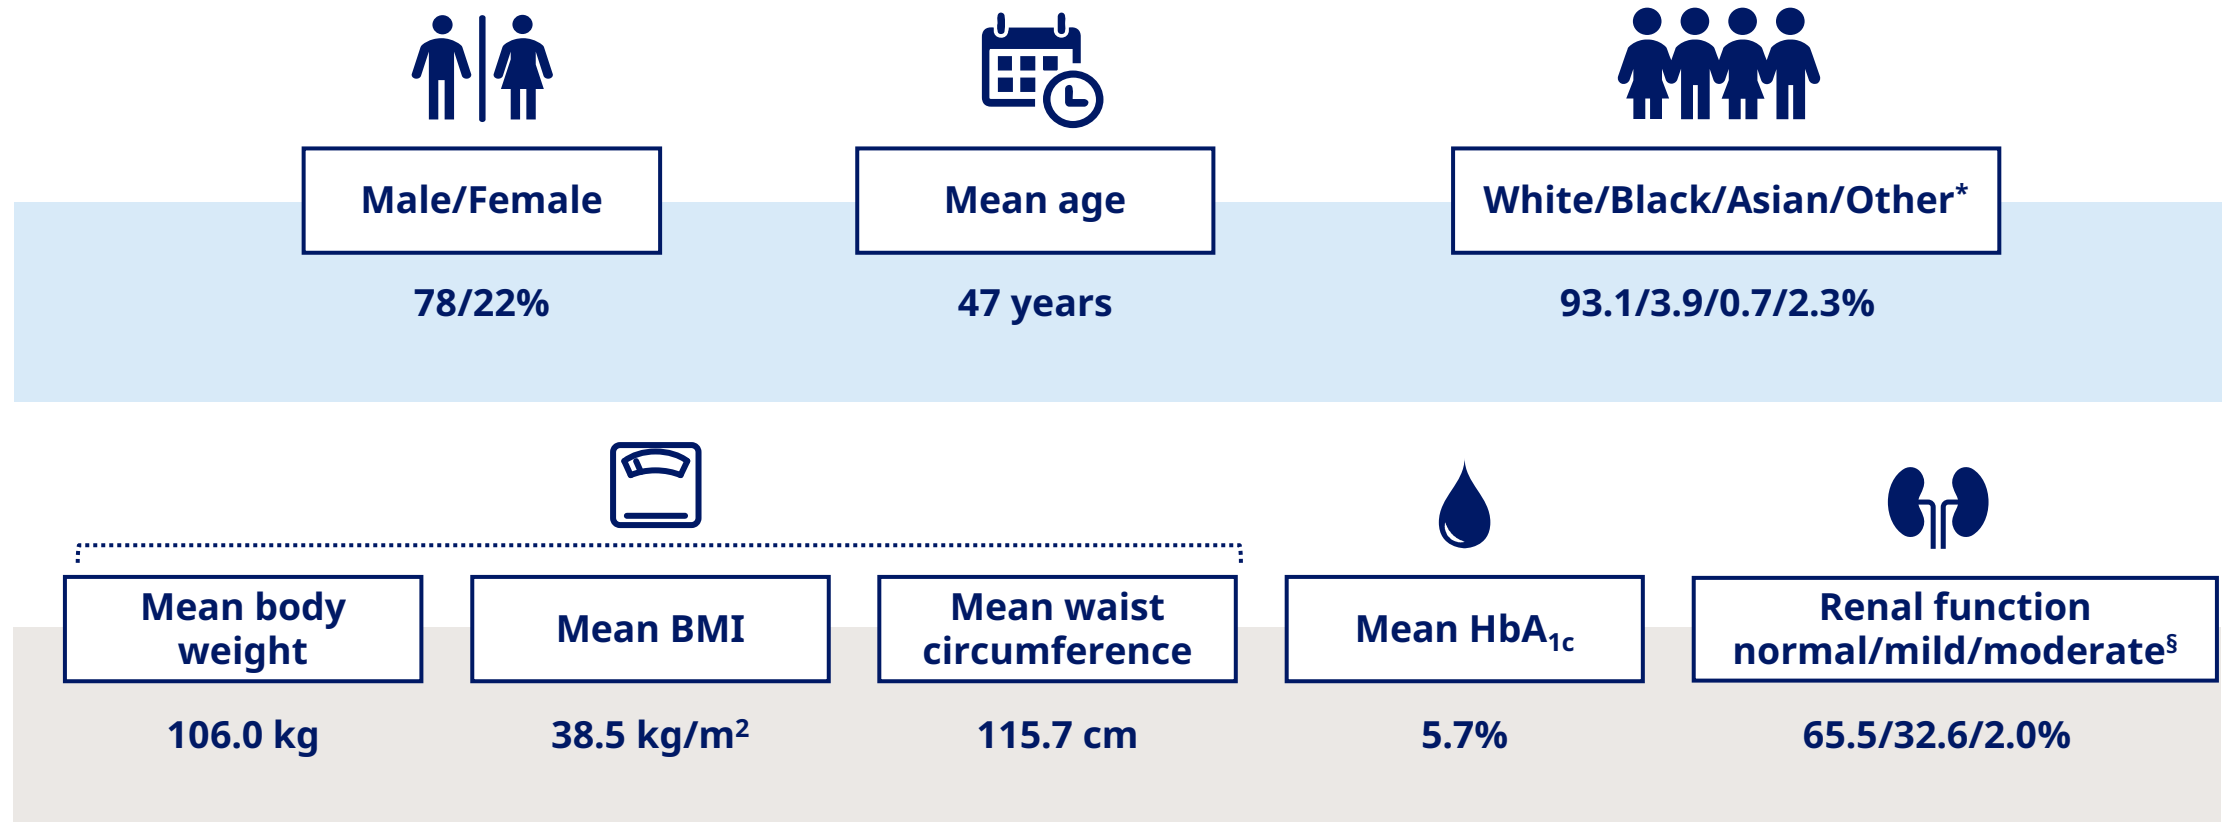 Male/Female
Mean age
White/Black/Asian/Other*
78/22%
47 years
93.1/3.9/0.7/2.3%
Mean body
weight
Mean BMI
Mean waist
circumference
Mean HbA1c
Renal function
normal/mild/moderate§
106.0 kg
38.5 kg/m²
115.7 cm
5.7%
65.5/32.6/2.0%